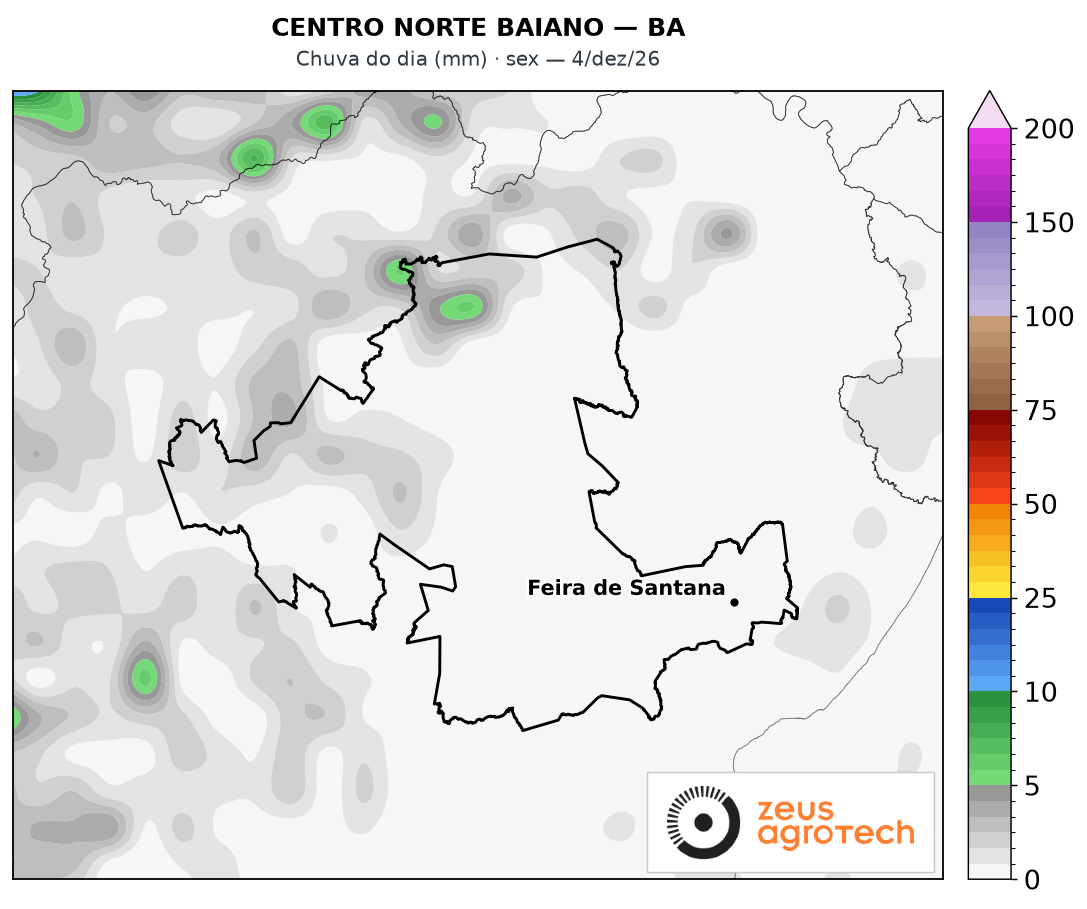 CENTRO NORTE BAIANO — BA
Chuva do dia (mm) · sex — 4/dez/26
200
150
100
75
50
25
10
5
0
Feira de Santana
zeus
agrotech